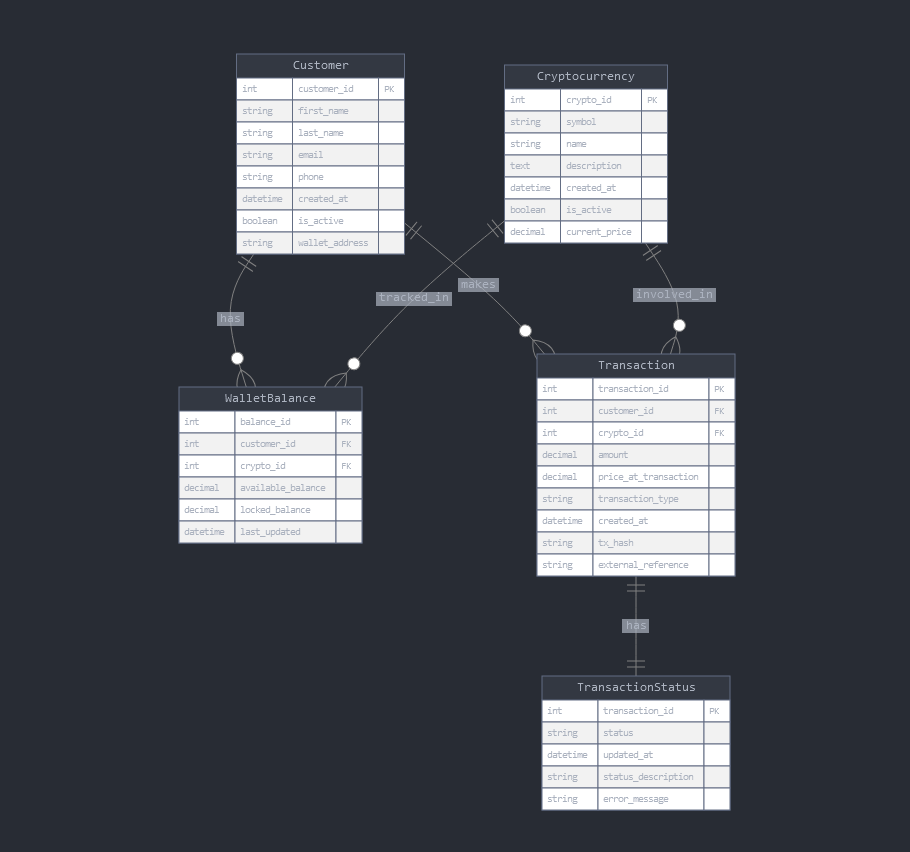 Customer
int customer_id PK
string first_name
string last_name
string email
string phone
datetime created_at
boolean is_active
string wallet_address
Cryptocurrency
int crypto_id PK
string symbol
string name
text description
datetime created_at
boolean is_active
decimal current_price
makes
tracked_in
involved_in
has
WalletBalance
int balance_id PK
int customer_id FK
int crypto_id FK
decimal available_balance
decimal locked_balance
datetime last_updated
Transaction
int transaction_id PK
int customer_id FK
int crypto_id FK
decimal amount
decimal price_at_transaction
string transaction_type
datetime created_at
string tx_hash
string external_reference
has
TransactionStatus
int transaction_id PK
string status
datetime updated_at
string status_description
string error_message